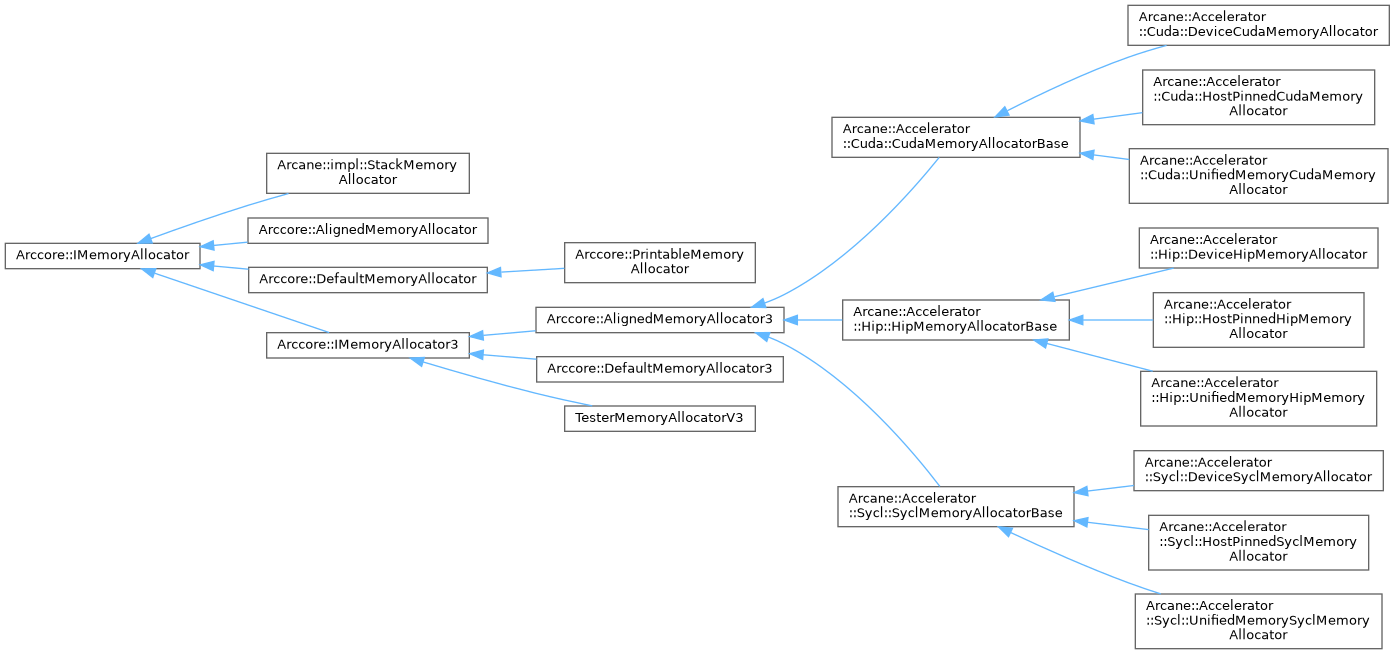 Arcane::Accelerator
::Cuda::DeviceCudaMemoryAllocator
Arcane::Accelerator
::Cuda::HostPinnedCudaMemory
Allocator
Arcane::Accelerator
::Cuda::CudaMemoryAllocatorBase
Arcane::Accelerator
::Cuda::UnifiedMemoryCudaMemory
Allocator
Arcane::impl::StackMemory
Allocator
Arccore::AlignedMemoryAllocator
Arccore::IMemoryAllocator
Arccore::DefaultMemoryAllocator
Arccore::PrintableMemory
Allocator
Arcane::Accelerator
::Hip::DeviceHipMemoryAllocator
Arccore::AlignedMemoryAllocator3
Arcane::Accelerator
::Hip::HipMemoryAllocatorBase
Arcane::Accelerator
::Hip::HostPinnedHipMemory
Allocator
Arccore::IMemoryAllocator3
Arccore::DefaultMemoryAllocator3
Arcane::Accelerator
::Hip::UnifiedMemoryHipMemory
Allocator
TesterMemoryAllocatorV3
Arcane::Accelerator
::Sycl::DeviceSyclMemoryAllocator
Arcane::Accelerator
::Sycl::SyclMemoryAllocatorBase
Arcane::Accelerator
::Sycl::HostPinnedSyclMemory
Allocator
Arcane::Accelerator
::Sycl::UnifiedMemorySyclMemory
Allocator